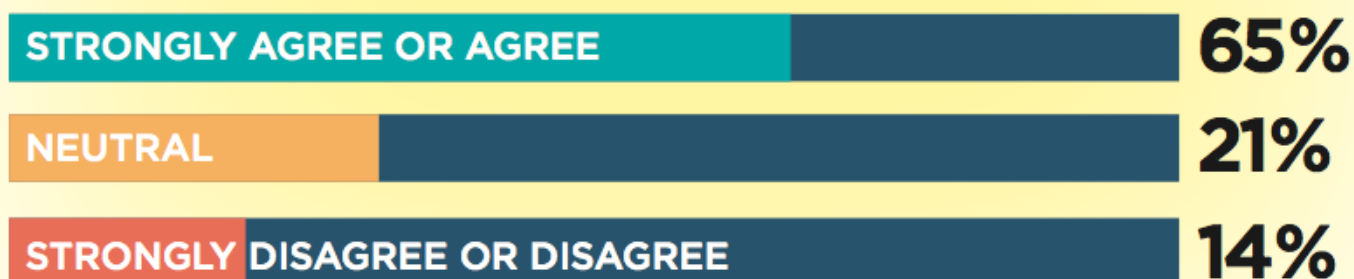 STRONGLY AGREE OR AGREE 65%
NEUTRAL 21%
STRONGLY DISAGREE OR DISAGREE 14%